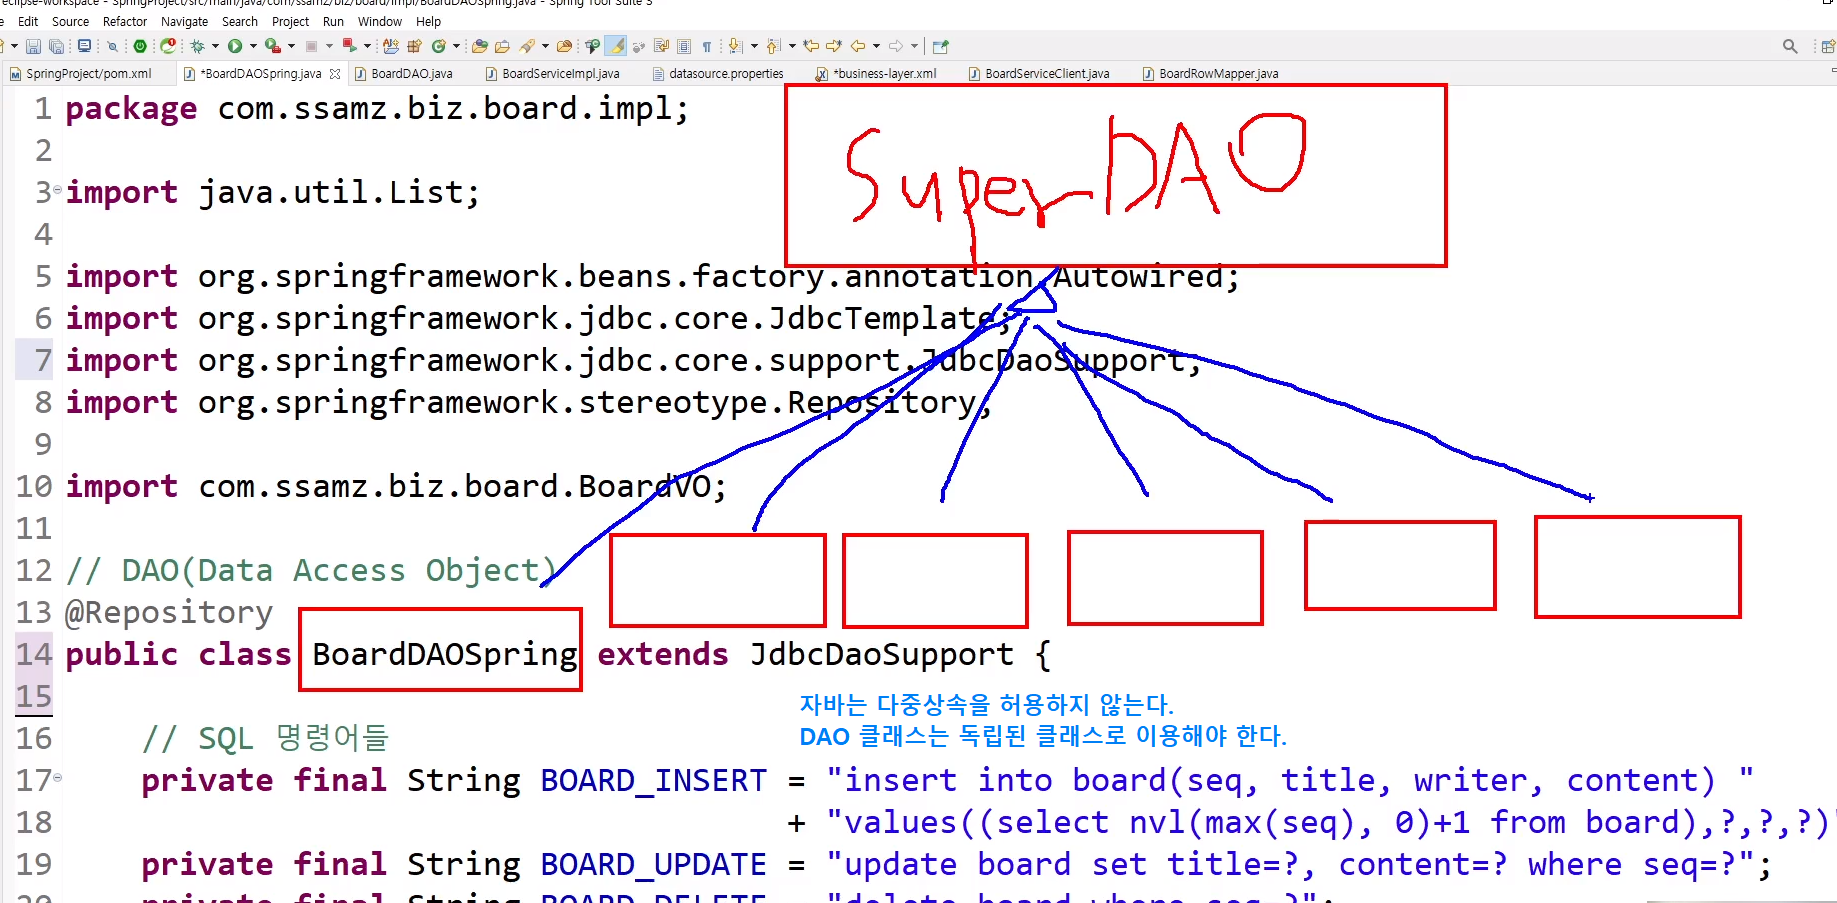 eclipse-workspace - SpringProject/src/main/java/com/ssamz/biz/board/impl/BoardDAOSpring.java - Spring Tool Suite 3
Edit Source Refactor Navigate Search Project Run Window Help
SpringProject/pom.xml *BoardDAOSpring.java BoardDAO.java BoardServiceImpl.java datasource.properties *business-layer.xml BoardServiceClient.java BoardRowMapper.java
1 package com.ssamz.biz.board.impl;
2
3 import java.util.List;
4
5 import org.springframework.beans.factory.annotation.Autowired;
6 import org.springframework.jdbc.core.JdbcTemplate;
7 import org.springframework.jdbc.core.support.JdbcDaoSupport;
8 import org.springframework.stereotype.Repository;
9
10 import com.ssamz.biz.board.BoardVO;
11
12 // DAO(Data Access Object)
13 @Repository
14 public class BoardDAOSpring extends JdbcDaoSupport {
15
16 // SQL 명령어들
17 private final String BOARD_INSERT = "insert into board(seq, title, writer, content) "
18 + "values((select nvl(max(seq), 0)+1 from board),?,?,?)"
19 private final String BOARD_UPDATE = "update board set title=?, content=? where seq=?";
20 private final String BOARD_DELETE = "delete board where seq=?";
SuperDAO
자바는 다중상속을 허용하지 않는다.
DAO 클래스는 독립된 클래스로 이용해야 한다.